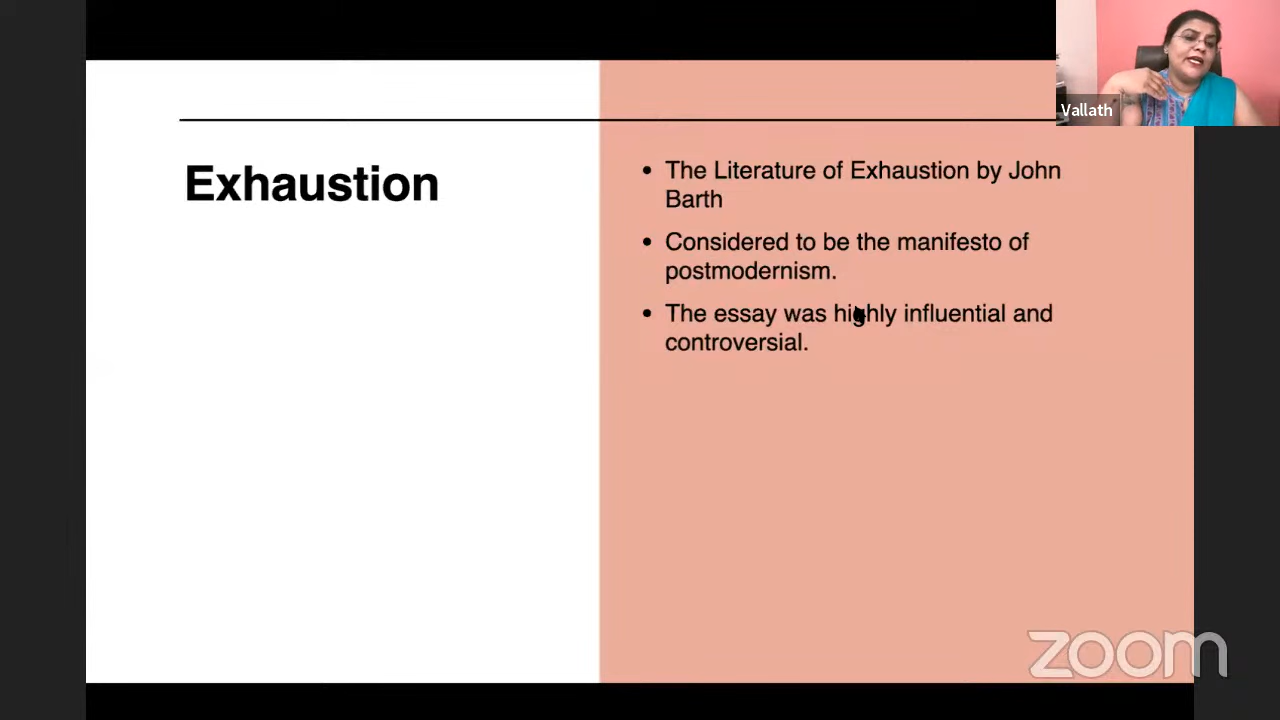 Vallath
Exhaustion
• The Literature of Exhaustion by John
Barth
• Considered to be the manifesto of
postmodernism.
• The essay was highly influential and
controversial.
zoom